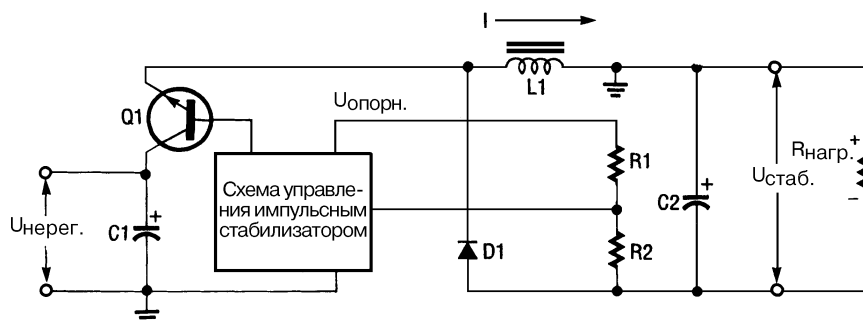 I
L1
Q1
Uопорн.
R1
Rнагр.
+
Схема управле-
ния импульсным
стабилизатором
Uнерег.
C1
+
C2
+
Uстаб.
D1
R2
−